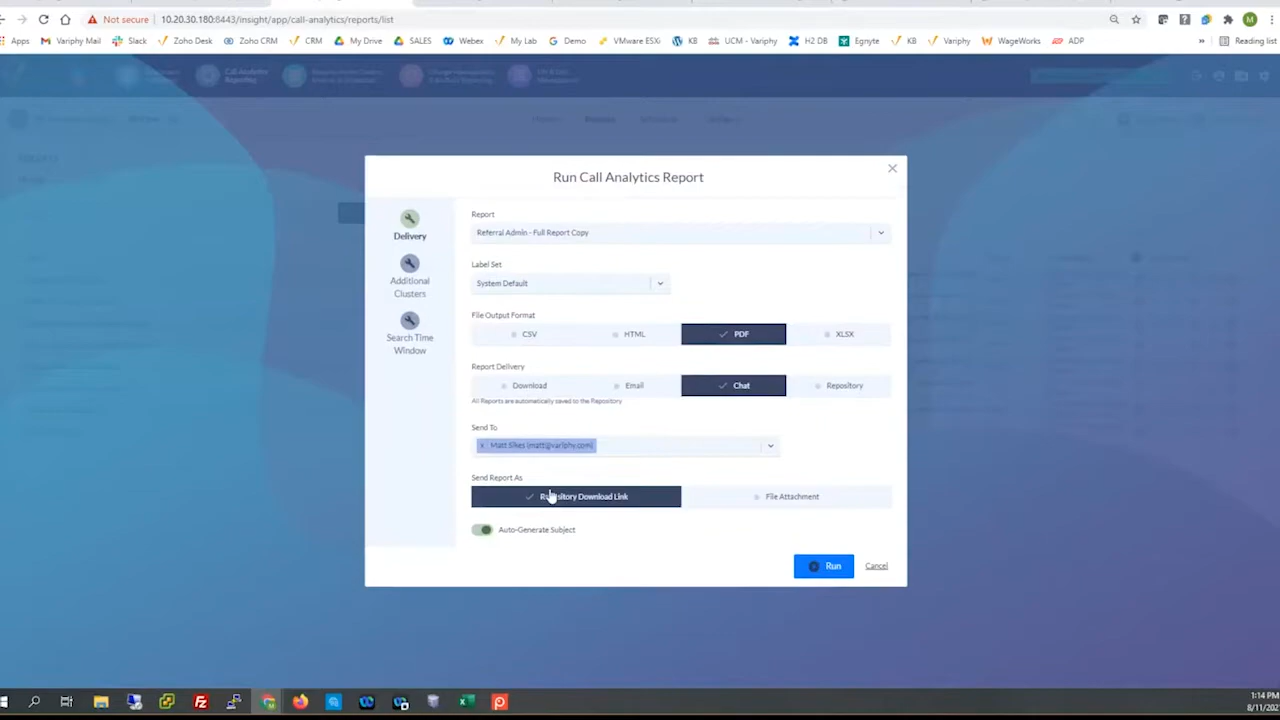 Not secure 10.20.30.180:8443/insight/app/call-analytics/reports/list
Apps Variphy Mail Slack Zoho Desk Zoho CRM CRM My Drive SALES Webex My Lab Demo VMware ESXi KB UCM - Variphy H2 DB Egnyte KB Variphy WageWorks ADP » Reading list
Call Analytics
Reporting
Run Call Analytics Report
Delivery
Additional
Clusters
Search Time
Window
Report
Referral Admin - Full Report Copy
Label Set
System Default
File Output Format
CSV HTML PDF XLSX
Report Delivery
Download Email Chat Repository
All Reports are automatically saved to the Repository
Send To
x Matt Sikes (matt@variphy.com)
Send Report As
Download Link File Attachment
Auto-Generate Subject
Run Cancel
1:14 PM